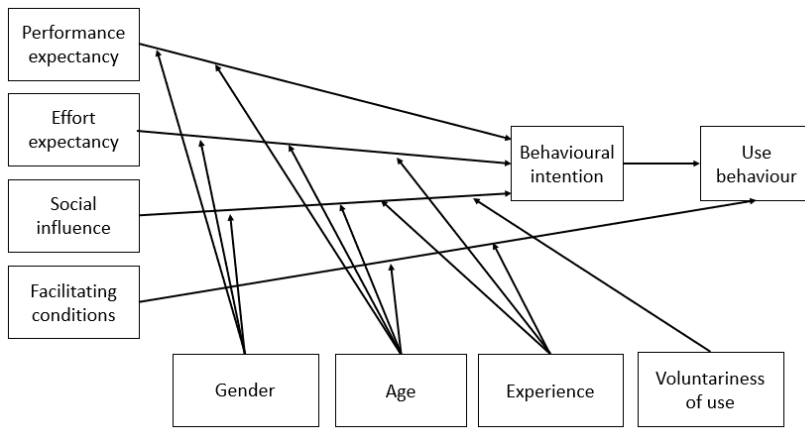 Performance
expectancy
Effort
expectancy
Social
influence
Facilitating
conditions
Behavioural
intention
Use
behaviour
Gender
Age
Experience
Voluntariness
of use